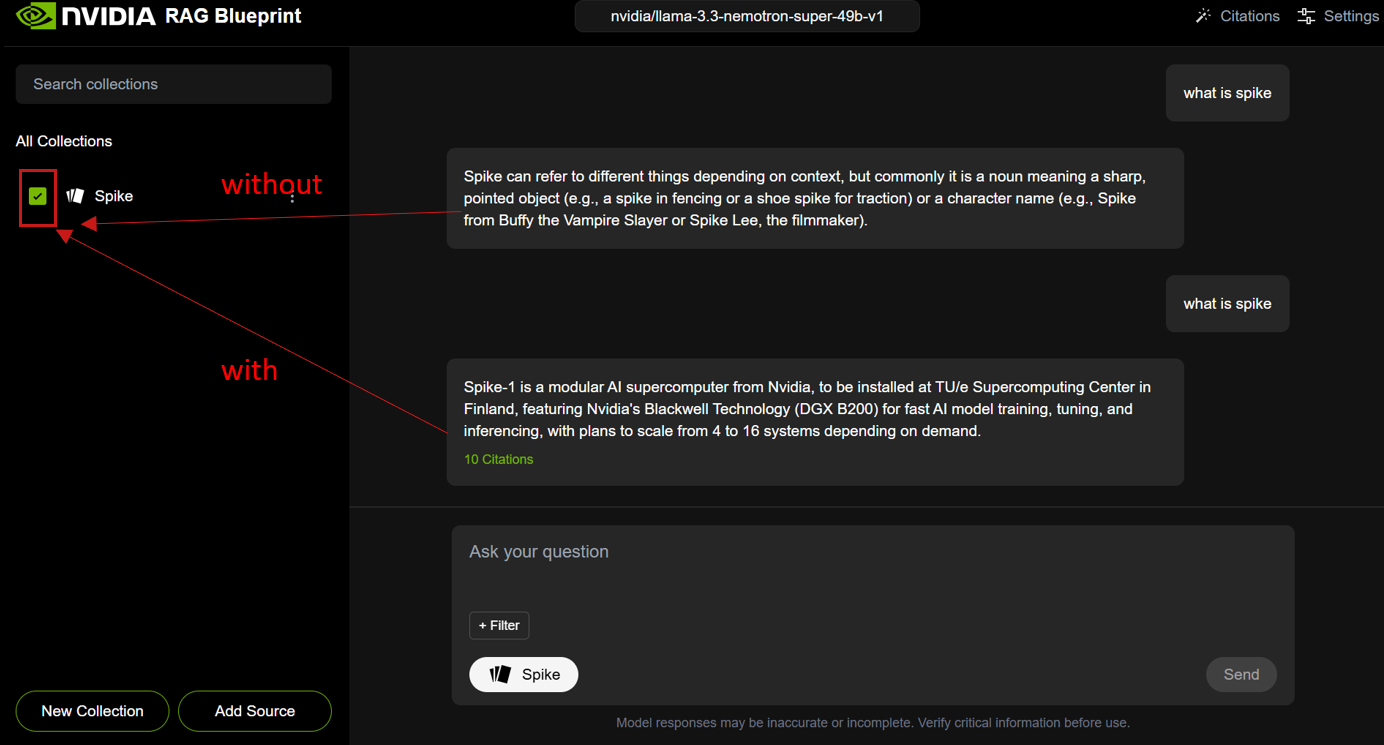 NVIDIA RAG Blueprint
nvidia/llama-3.3-nemotron-super-49b-v1
Citations
Settings
Search collections
All Collections
Spike
without
with
what is spike
Spike can refer to different things depending on context, but commonly it is a noun meaning a sharp,
pointed object (e.g., a spike in fencing or a shoe spike for traction) or a character name (e.g., Spike
from Buffy the Vampire Slayer or Spike Lee, the filmmaker).
what is spike
Spike-1 is a modular AI supercomputer from Nvidia, to be installed at TU/e Supercomputing Center in
Finland, featuring Nvidia's Blackwell Technology (DGX B200) for fast AI model training, tuning, and
inferencing, with plans to scale from 4 to 16 systems depending on demand.
10 Citations
Ask your question
+ Filter
Spike
Send
New Collection
Add Source
Model responses may be inaccurate or incomplete. Verify critical information before use.